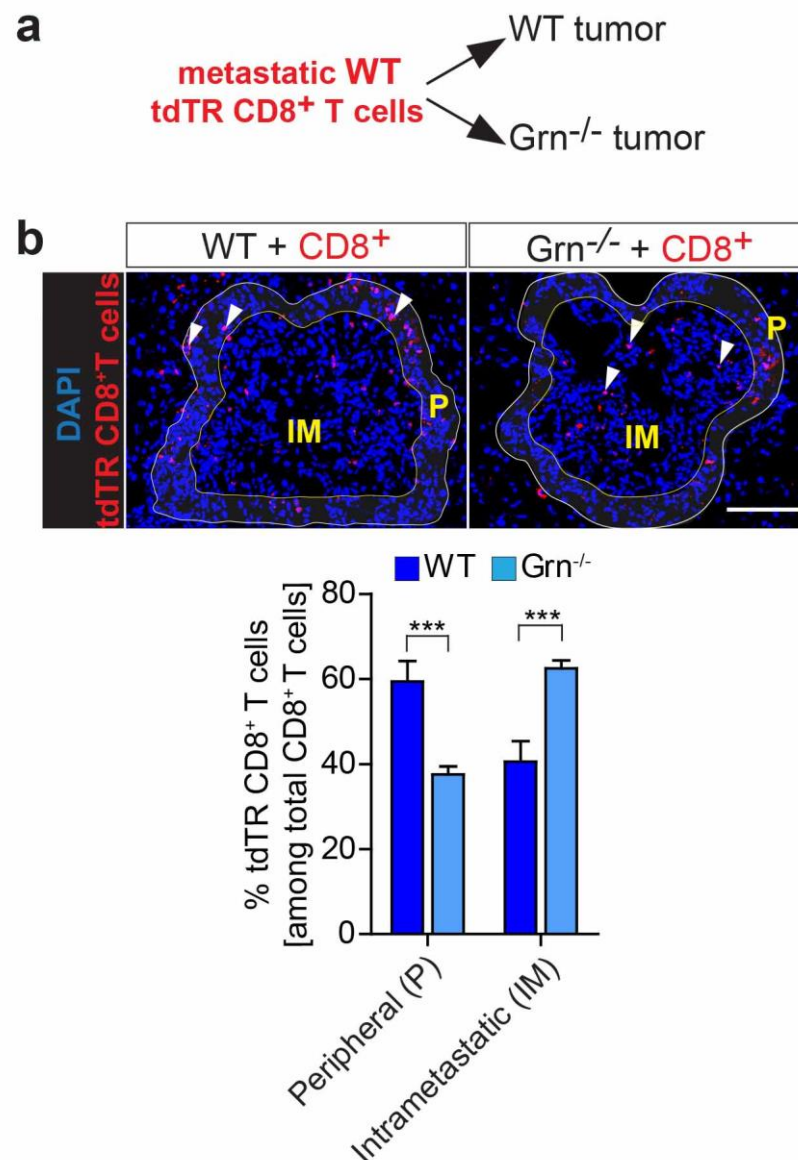 a
WT tumor
metastatic WT
tdTR CD8⁺ T cells
Grn⁻/⁻ tumor
b
WT + CD8⁺
Grn⁻/⁻ + CD8⁺
DAPI
tdTR CD8⁺T cells
P
IM
P
IM
WT
Grn⁻/⁻
% tdTR CD8⁺ T cells
[among total CD8⁺ T cells]
80
60
40
20
0
***
***
Peripheral (P)
Intrametastatic (IM)